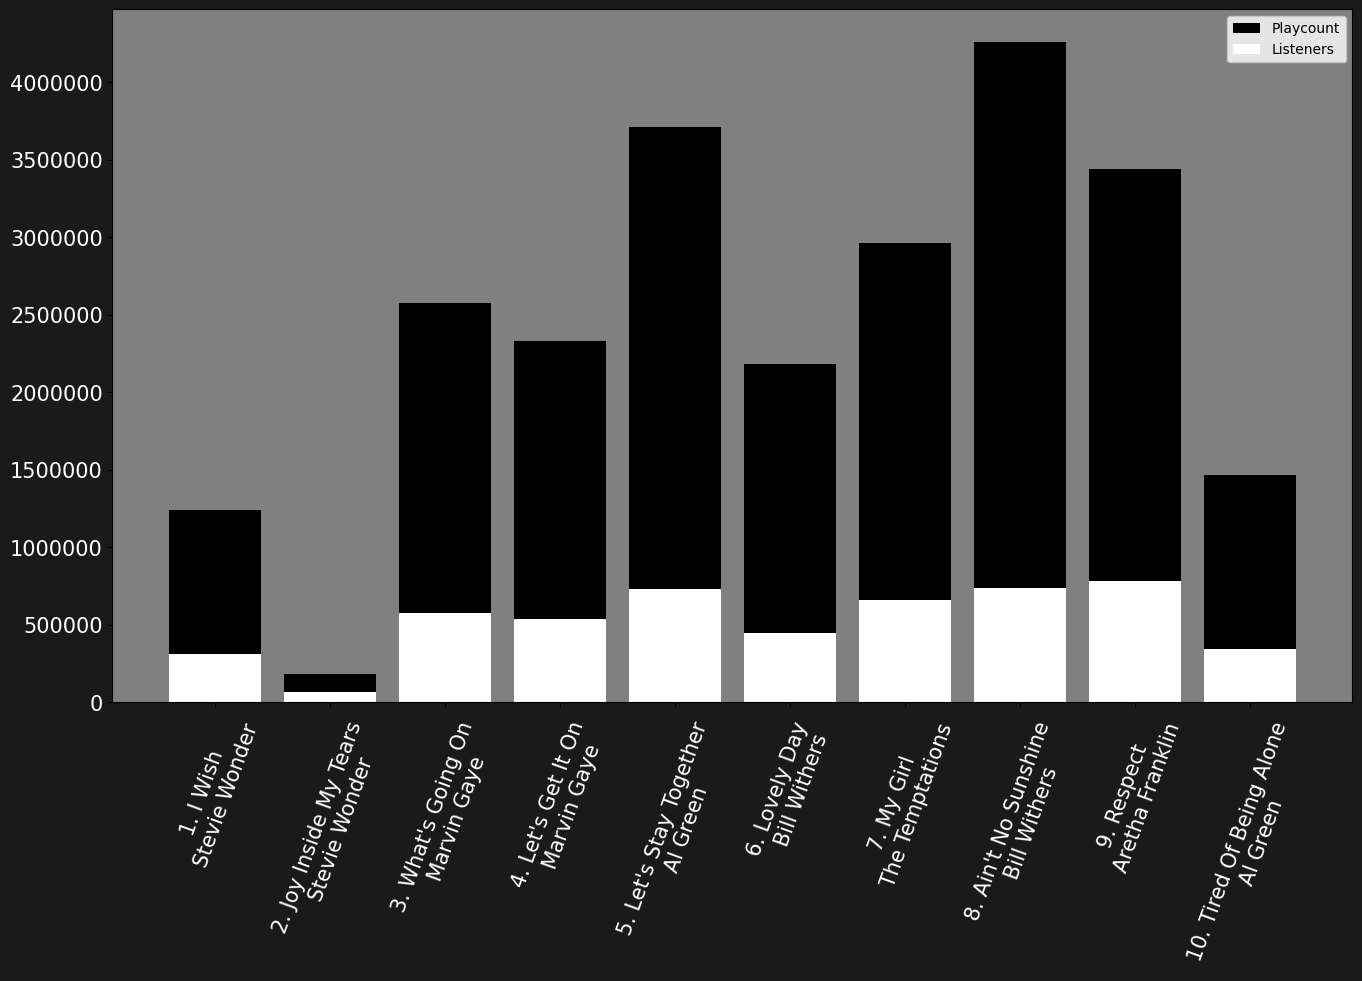 Playcount
Listeners
4000000
3500000
3000000
2500000
2000000
1500000
1000000
500000
0
1. I Wish
Stevie Wonder
2. Joy Inside My Tears
Stevie Wonder
3. What's Going On
Marvin Gaye
4. Let's Get It On
Marvin Gaye
5. Let's Stay Together
Al Green
6. Lovely Day
Bill Withers
7. My Girl
The Temptations
8. Ain't No Sunshine
Bill Withers
9. Respect
Aretha Franklin
10. Tired Of Being Alone
Al Green